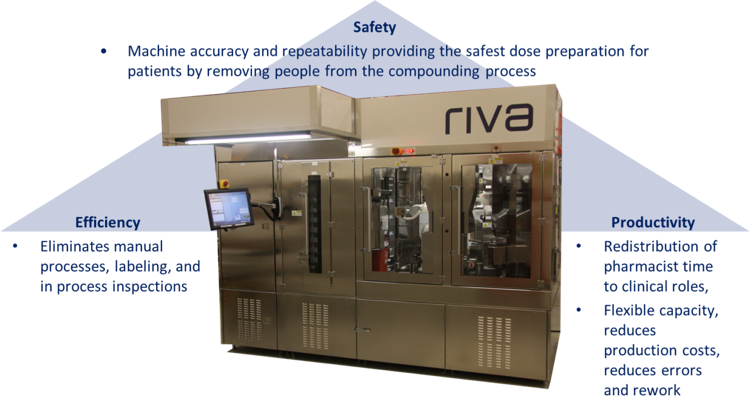 Safety
• Machine accuracy and repeatability providing the safest dose preparation for
patients by removing people from the compounding process
riva
Efficiency
• Eliminates manual
processes, labeling, and
in process inspections
Productivity
• Redistribution of
pharmacist time
to clinical roles,
• Flexible capacity,
reduces
production costs,
reduces errors
and rework